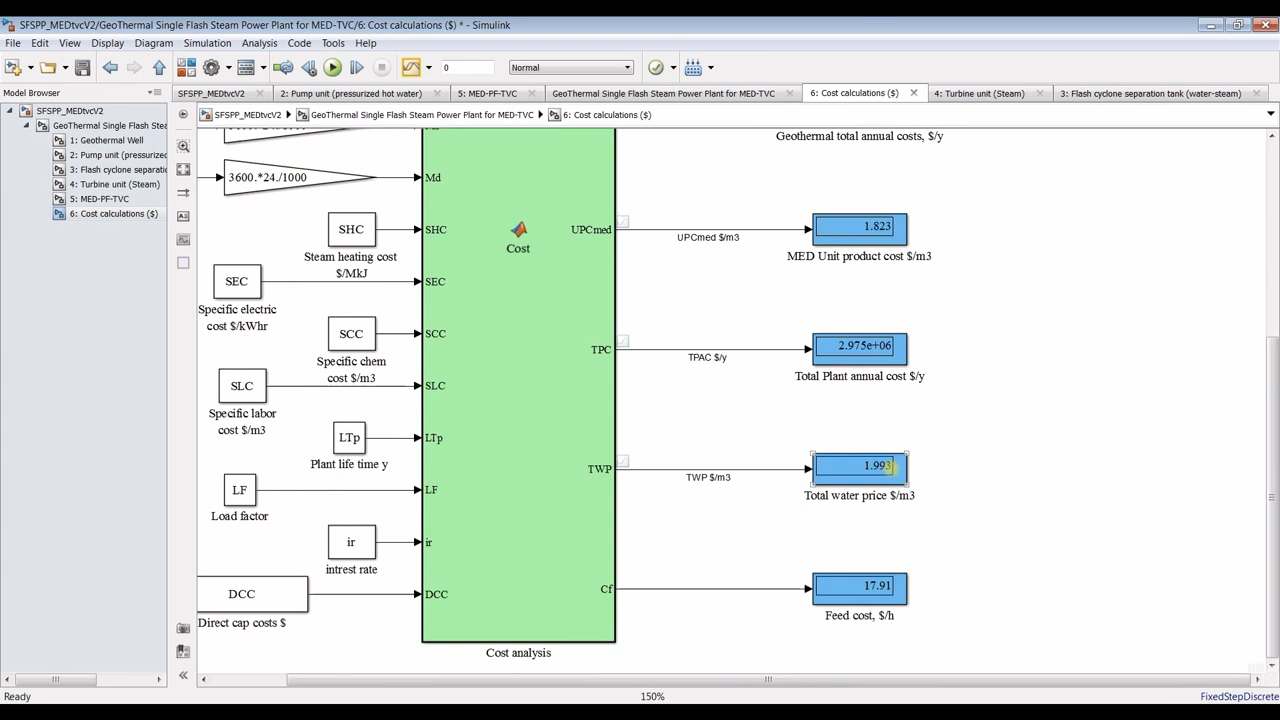 SFSPP_MEDtvcV2/GeoThermal Single Flash Steam Power Plant for MED-TVC/6: Cost calculations ($) * - Simulink
File Edit View Display Diagram Simulation Analysis Code Tools Help
0 Normal
Model Browser
SFSPP_MEDtvcV2
GeoThermal Single Flash Stea
1: Geothermal Well
2: Pump unit (pressurized
3: Flash cyclone separati
4: Turbine unit (Steam)
5: MED-PF-TVC
6: Cost calculations ($)
SFSPP_MEDtvcV2 2: Pump unit (pressurized hot water) 5: MED-PF-TVC GeoThermal Single Flash Steam Power Plant for MED-TVC 6: Cost calculations ($) 4: Turbine unit (Steam) 3: Flash cyclone separation tank (water-steam)
SFSPP_MEDtvcV2 GeoThermal Single Flash Steam Power Plant for MED-TVC 6: Cost calculations ($)
Geothermal total annual costs, $/y
3600.*24./1000 Md
SHC SHC
Steam heating cost
$/MkJ
Cost
UPCmed UPCmed $/m3 1.823
MED Unit product cost $/m3
SEC SEC
Specific electric
cost $/kWhr
SCC SCC
Specific chem
cost $/m3
TPC TPAC $/y 2.975e+06
Total Plant annual cost $/y
SLC SLC
Specific labor
cost $/m3
LTp LTp
Plant life time y
TWP TWP $/m3 1.993
Total water price $/m3
LF LF
Load factor
ir ir
intrest rate
DCC DCC
Direct cap costs $
Cf 17.91
Feed cost, $/h
Cost analysis
Ready 150% FixedStepDiscrete